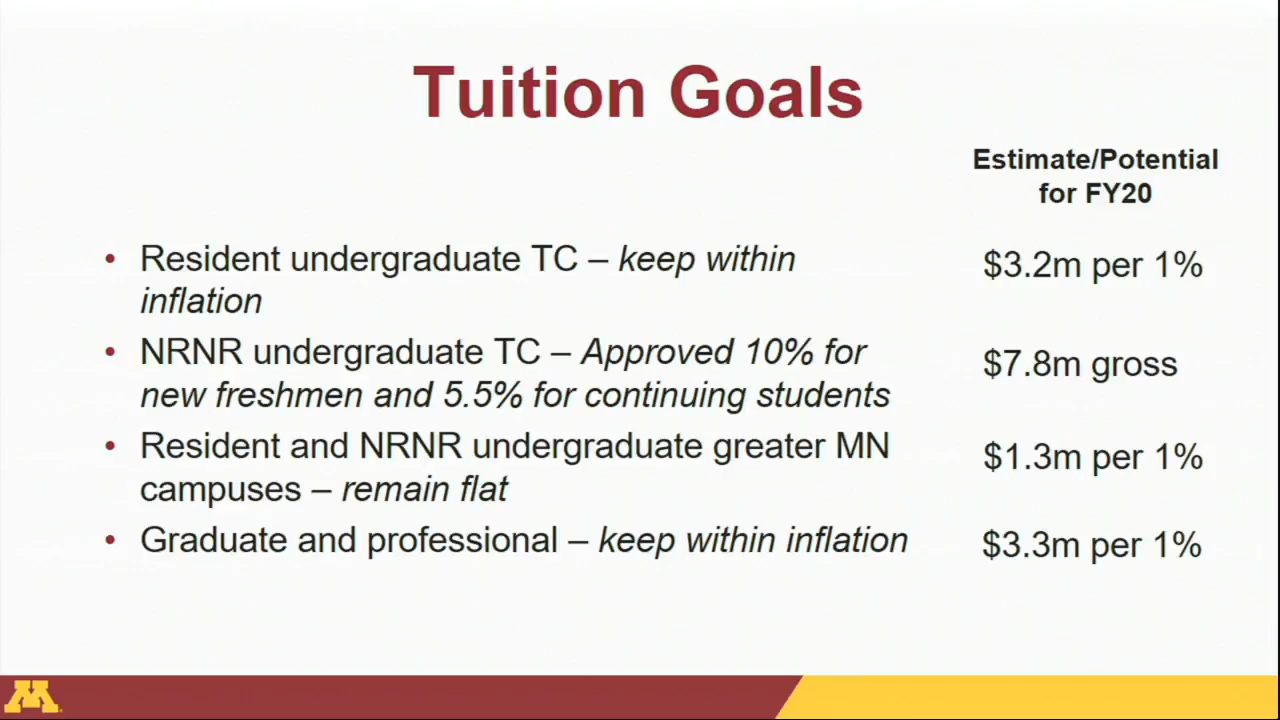 Tuition Goals
Estimate/Potential
for FY20
• Resident undergraduate TC – keep within
inflation
$3.2m per 1%
• NRNR undergraduate TC – Approved 10% for
new freshmen and 5.5% for continuing students
$7.8m gross
• Resident and NRNR undergraduate greater MN
campuses – remain flat
$1.3m per 1%
• Graduate and professional – keep within inflation
$3.3m per 1%
M